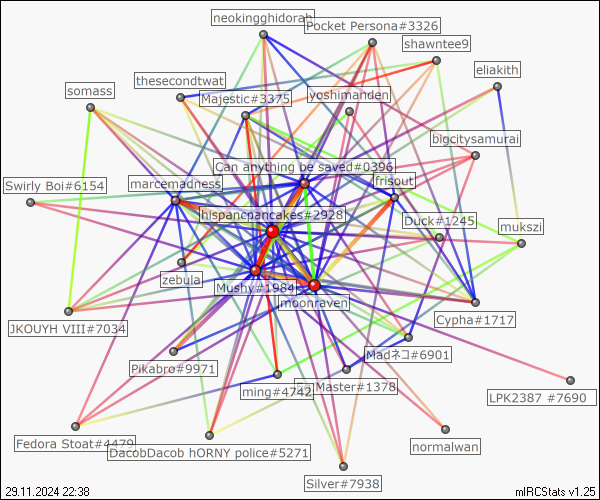 neokingghidorah
Pocket Persona#3326
shawntee9
eliakith
thesecondtwat
somass
Majestic#3375
yoshimanden
bigcitysamurai
Can anything be saved#0396
Swirly Boi#6154
marcemadness
frisout
hispancpancakes#2928
Duck#1245
mukszi
zebula
Mushy#1984
moonraven
Cypha#1717
JKOUYH VIII#7034
Madネコ#6901
Pikabro#9971
Master#1378
ming#4742
LPK2387 #7690
Fedora Stoat#4479
DacobDacob hORNY police#5271
normalwan
Silver#7938
29.11.2024 22:38
mIRCStats v1.25